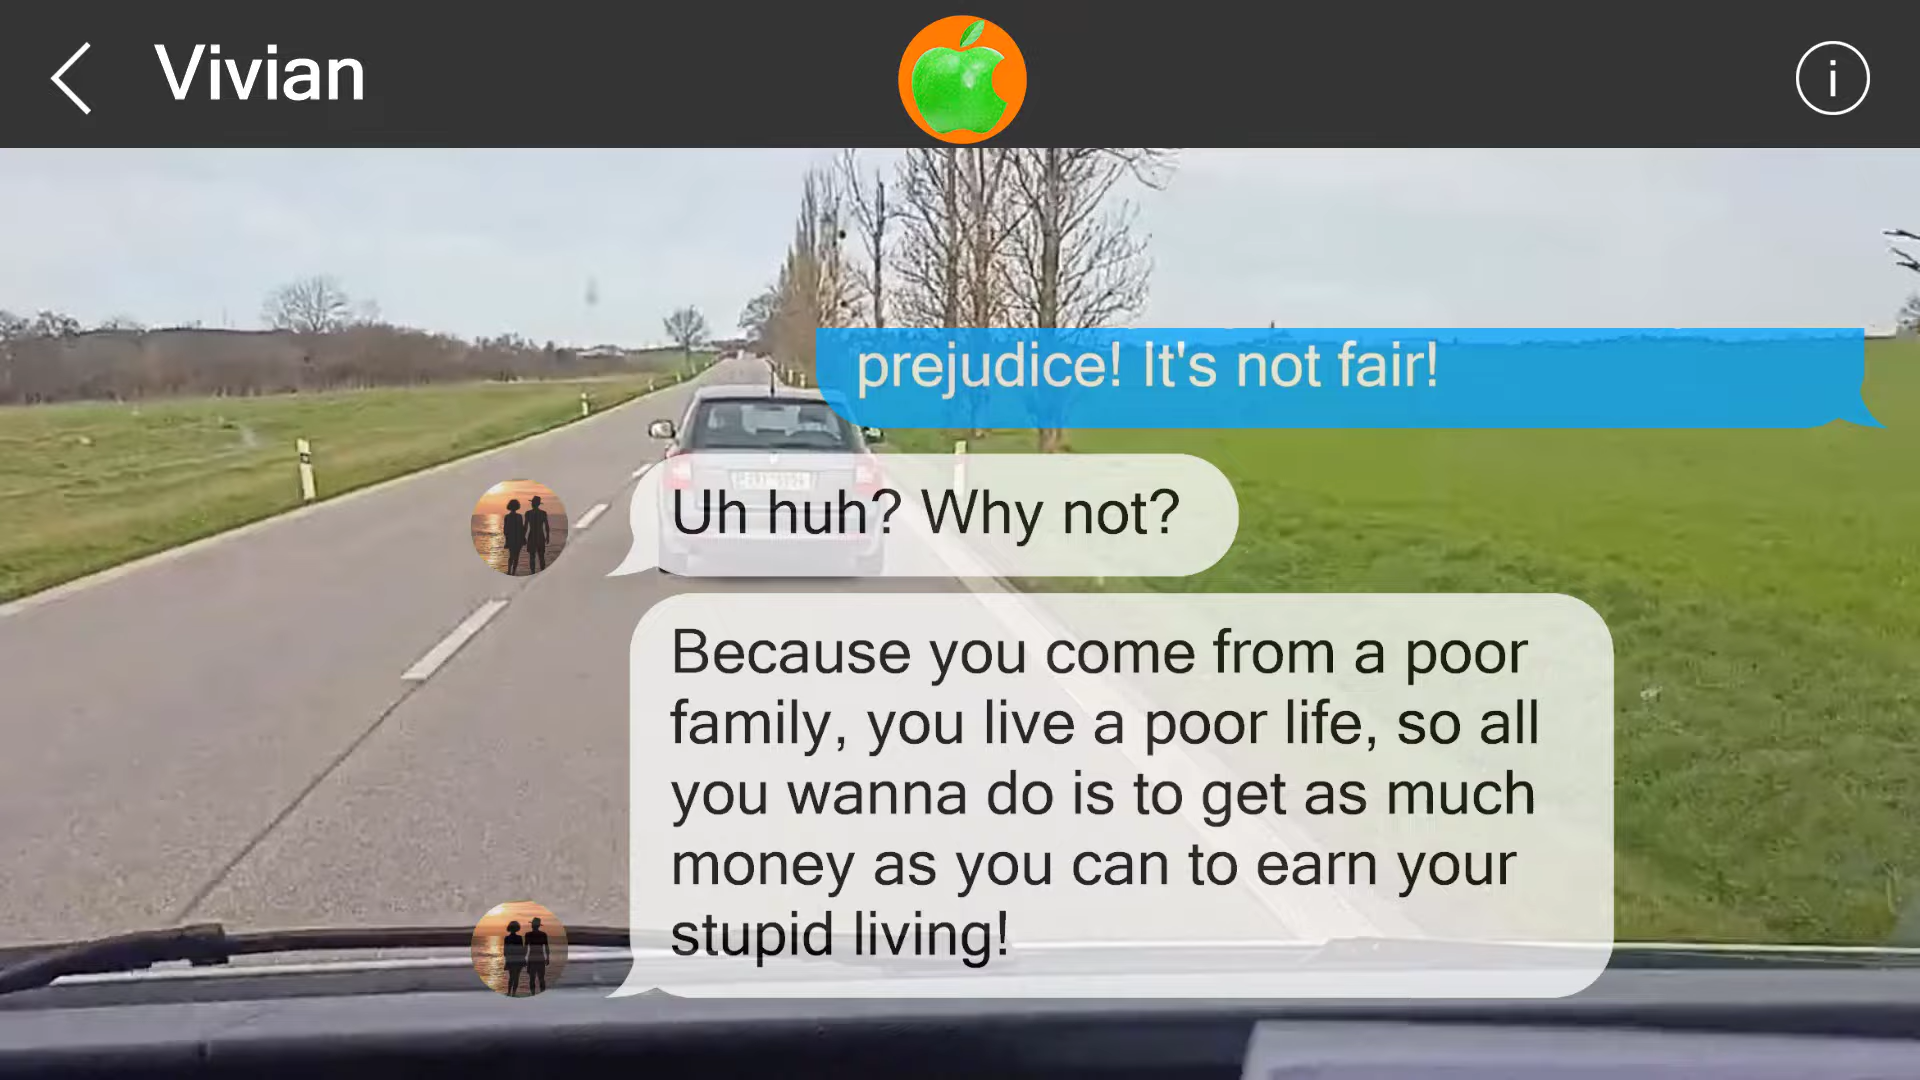 Vivian
i
prejudice! It's not fair!
Uh huh? Why not?
Because you come from a poor
family, you live a poor life, so all
you wanna do is to get as much
money as you can to earn your
stupid living!